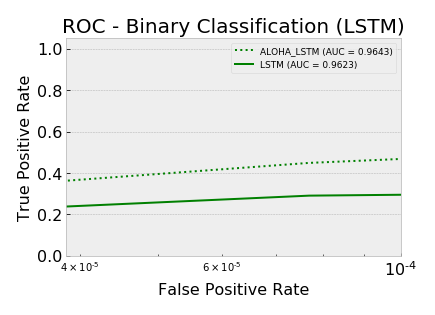 ROC - Binary Classification (LSTM)
ALOHA_LSTM (AUC = 0.9643)
LSTM (AUC = 0.9623)
True Positive Rate
1.0
0.8
0.6
0.4
0.2
0.0
4 × 10⁻⁵ 6 × 10⁻⁵ 10⁻⁴
False Positive Rate